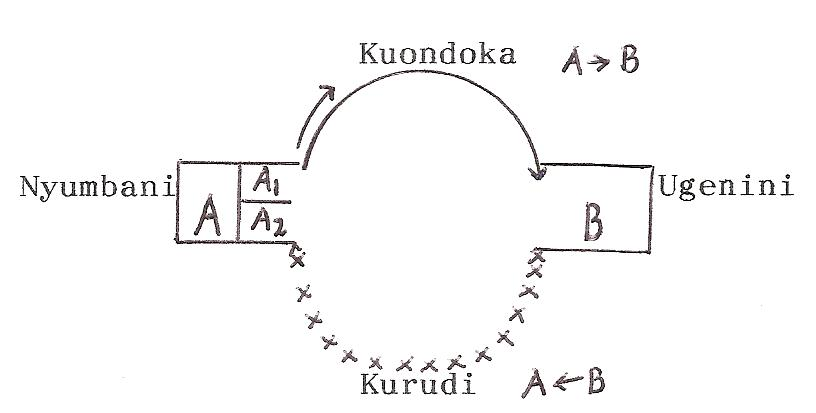 Kuondoka A → B
Nyumbani A A1 Ugenini
A2 B
Kurudi A ← B